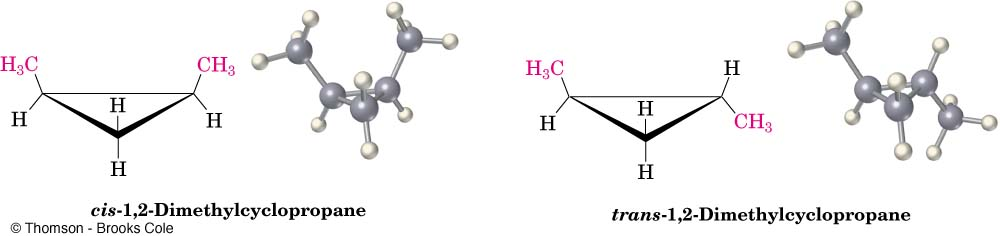 H₃C
CH₃
H
H
H
H
cis-1,2-Dimethylcyclopropane
© Thomson - Brooks Cole
H₃C
H
H
H
CH₃
H
trans-1,2-Dimethylcyclopropane